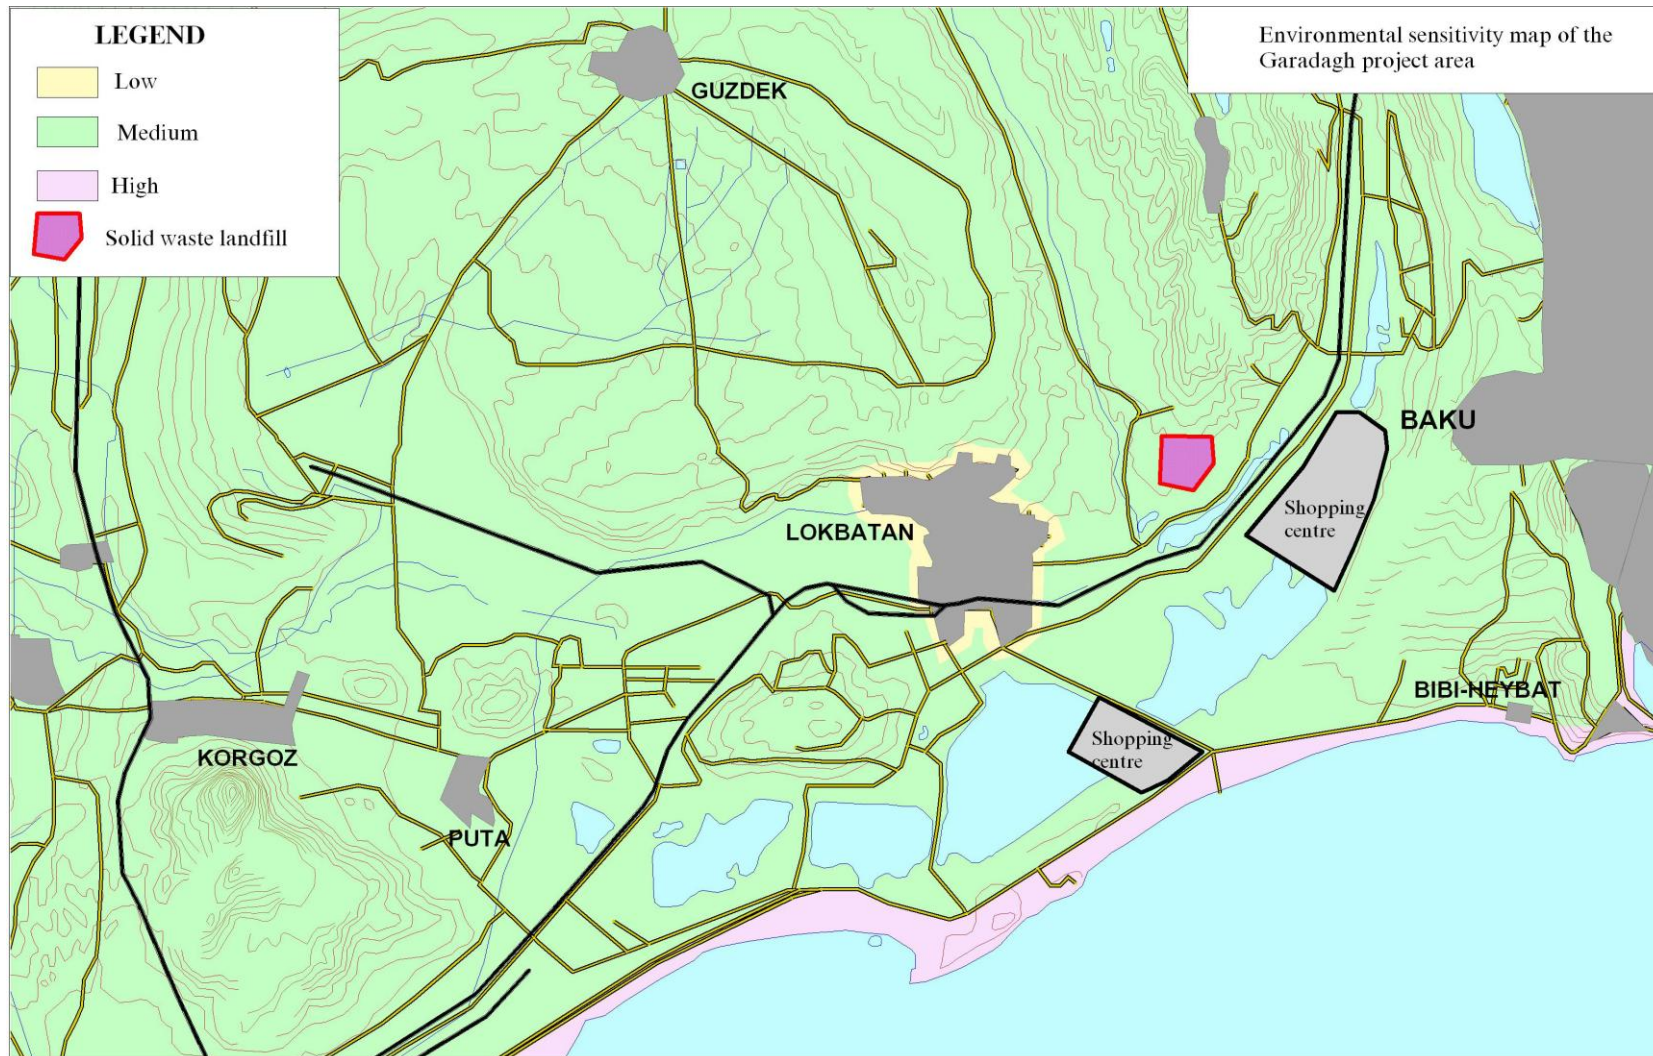 LEGEND
Low
Medium
High
Solid waste landfill
Environmental sensitivity map of the
Garadagh project area
GUZDEK
BAKU
Shopping
centre
LOKBATAN
BIBI-HEYBAT
Shopping
centre
KORGOZ
PUTA